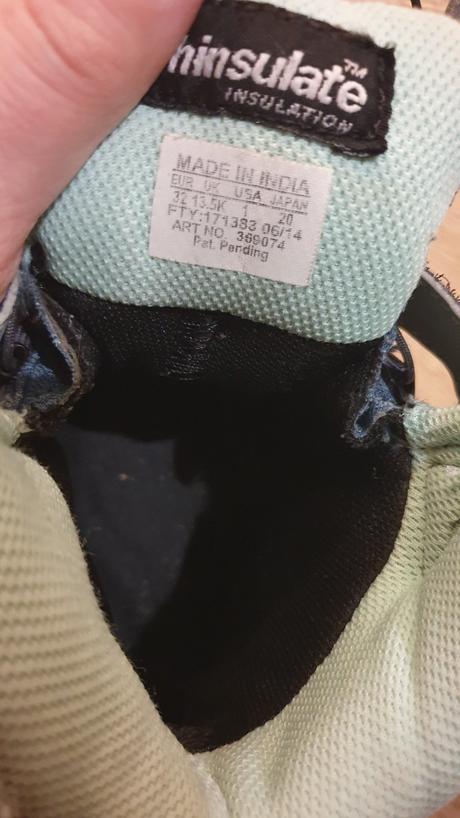 hinsulate™
INSULATION
MADE IN INDIA
EUR UK USA JAPAN
32 13.5K 1 20
FTY:171383 06/14
ART NO. 369074
Pat. Pending